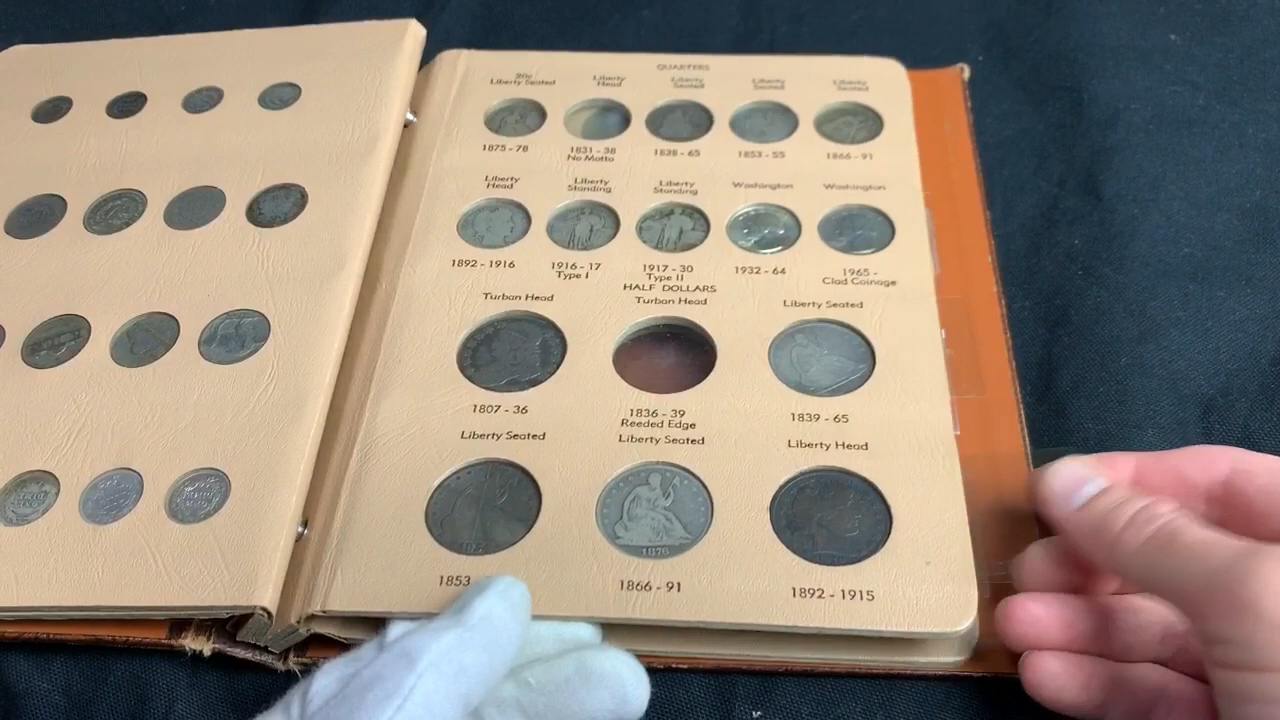 QUARTERS
20c
Liberty Seated
Liberty
Head
Liberty
Seated
Liberty
Seated
Liberty
Seated
1875 - 78
1831 - 38
No Motto
1838 - 65
1853 - 55
1866 - 91
Liberty
Head
Liberty
Standing
Liberty
Standing
Washington
Washington
1892 - 1916
1916 - 17
Type I
1917 - 30
Type II
1932 - 64
1965 -
Clad Coinage
HALF DOLLARS
Turban Head
Turban Head
Liberty Seated
1807 - 36
1836 - 39
Reeded Edge
1839 - 65
Liberty Seated
Liberty Seated
Liberty Head
1876
1853
1866 - 91
1892 - 1915
ONE
DIME